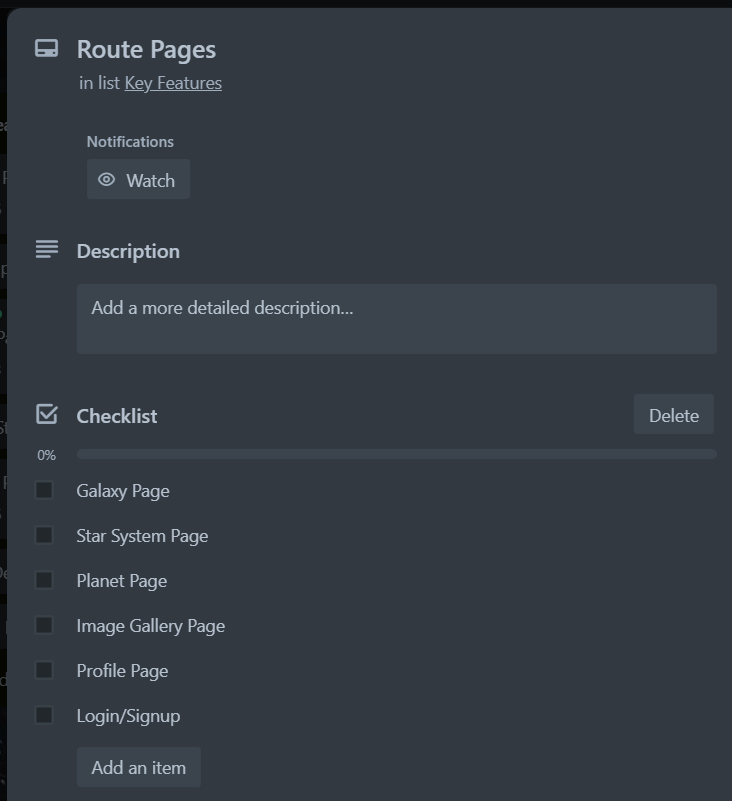 Route Pages
in list Key Features
Notifications
Watch
Description
Add a more detailed description...
Checklist
Delete
0%
Galaxy Page
Star System Page
Planet Page
Image Gallery Page
Profile Page
Login/Signup
Add an item